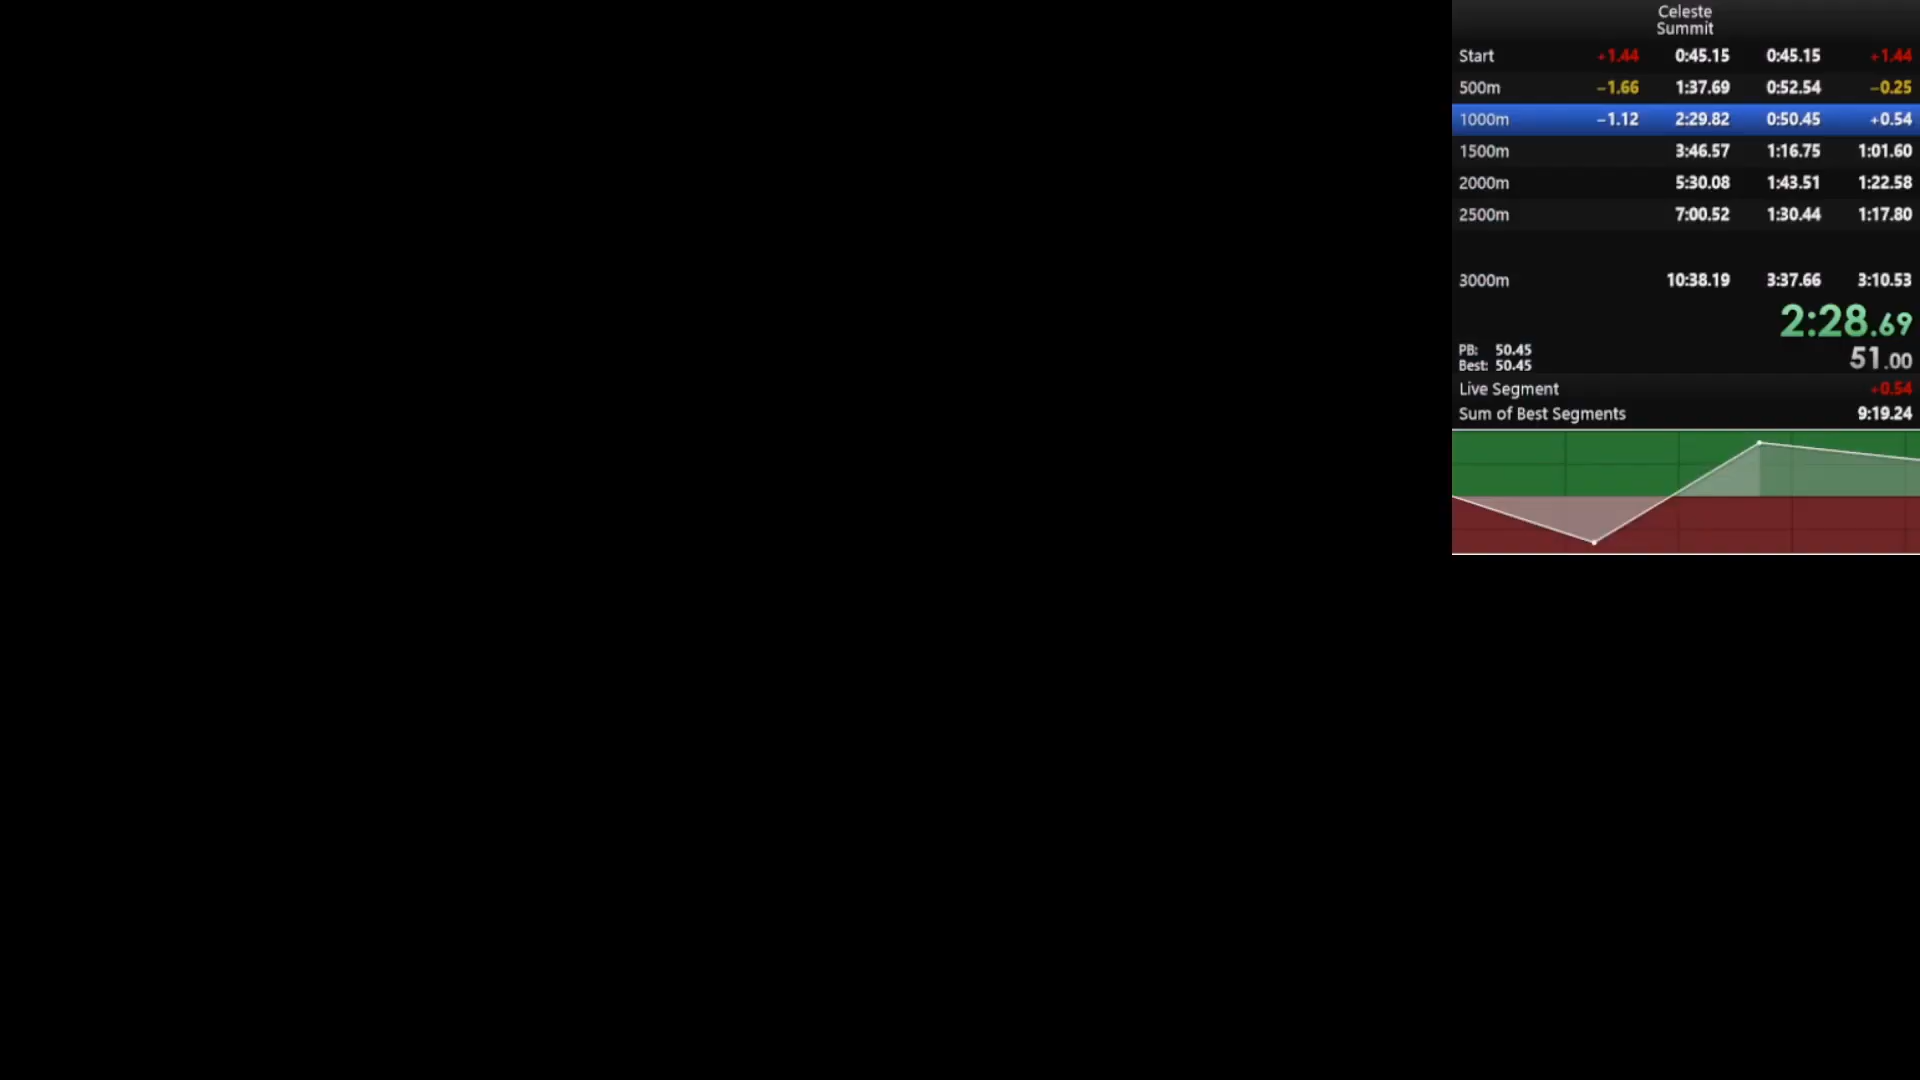 Celeste
Summit
Start +1.44 0:45.15 0:45.15 +1.44
500m −1.66 1:37.69 0:52.54 −0.25
1000m −1.12 2:29.82 0:50.45 +0.54
1500m 3:46.57 1:16.75 1:01.60
2000m 5:30.08 1:43.51 1:22.58
2500m 7:00.52 1:30.44 1:17.80
3000m 10:38.19 3:37.66 3:10.53
2:28.69
PB: 50.45
Best: 50.45
51.00
Live Segment +0.54
Sum of Best Segments 9:19.24